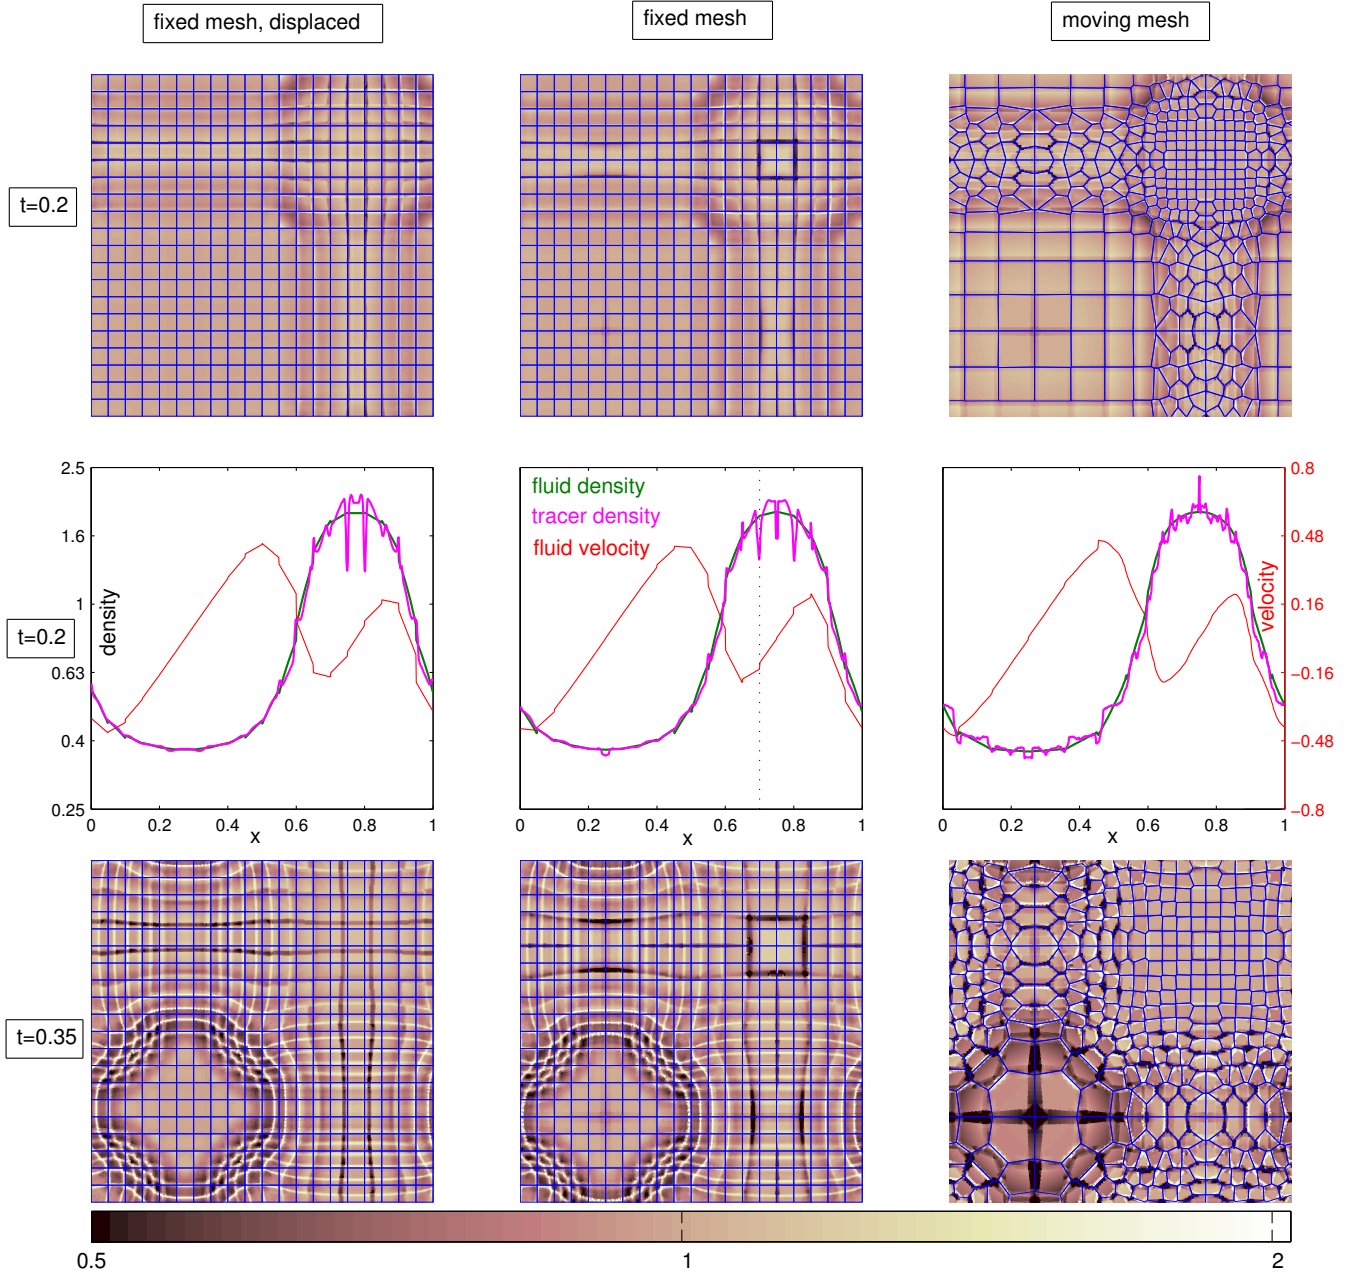 fixed mesh, displaced
fixed mesh
moving mesh
t=0.2
2.5
1.6
1
0.63
0.4
0.25
density
t=0.2
fluid density
tracer density
fluid velocity
0.8
0.48
0.16
−0.16
−0.48
−0.8
velocity
0 0.2 0.4 0.6 0.8 1
x
0 0.2 0.4 0.6 0.8 1
x
0 0.2 0.4 0.6 0.8 1
x
t=0.35
0.5 1 2